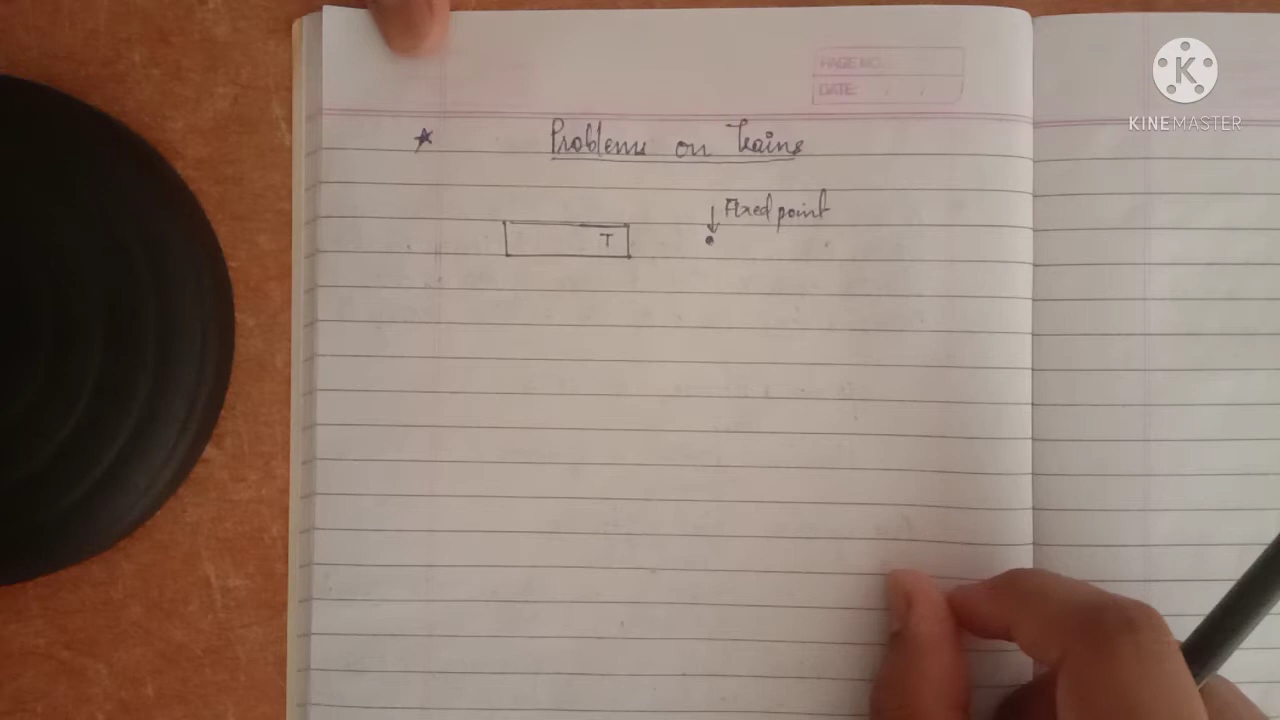 PAGE NO.
DATE: / /
K
KINEMASTER
Problems on Trains
Fixed point
T